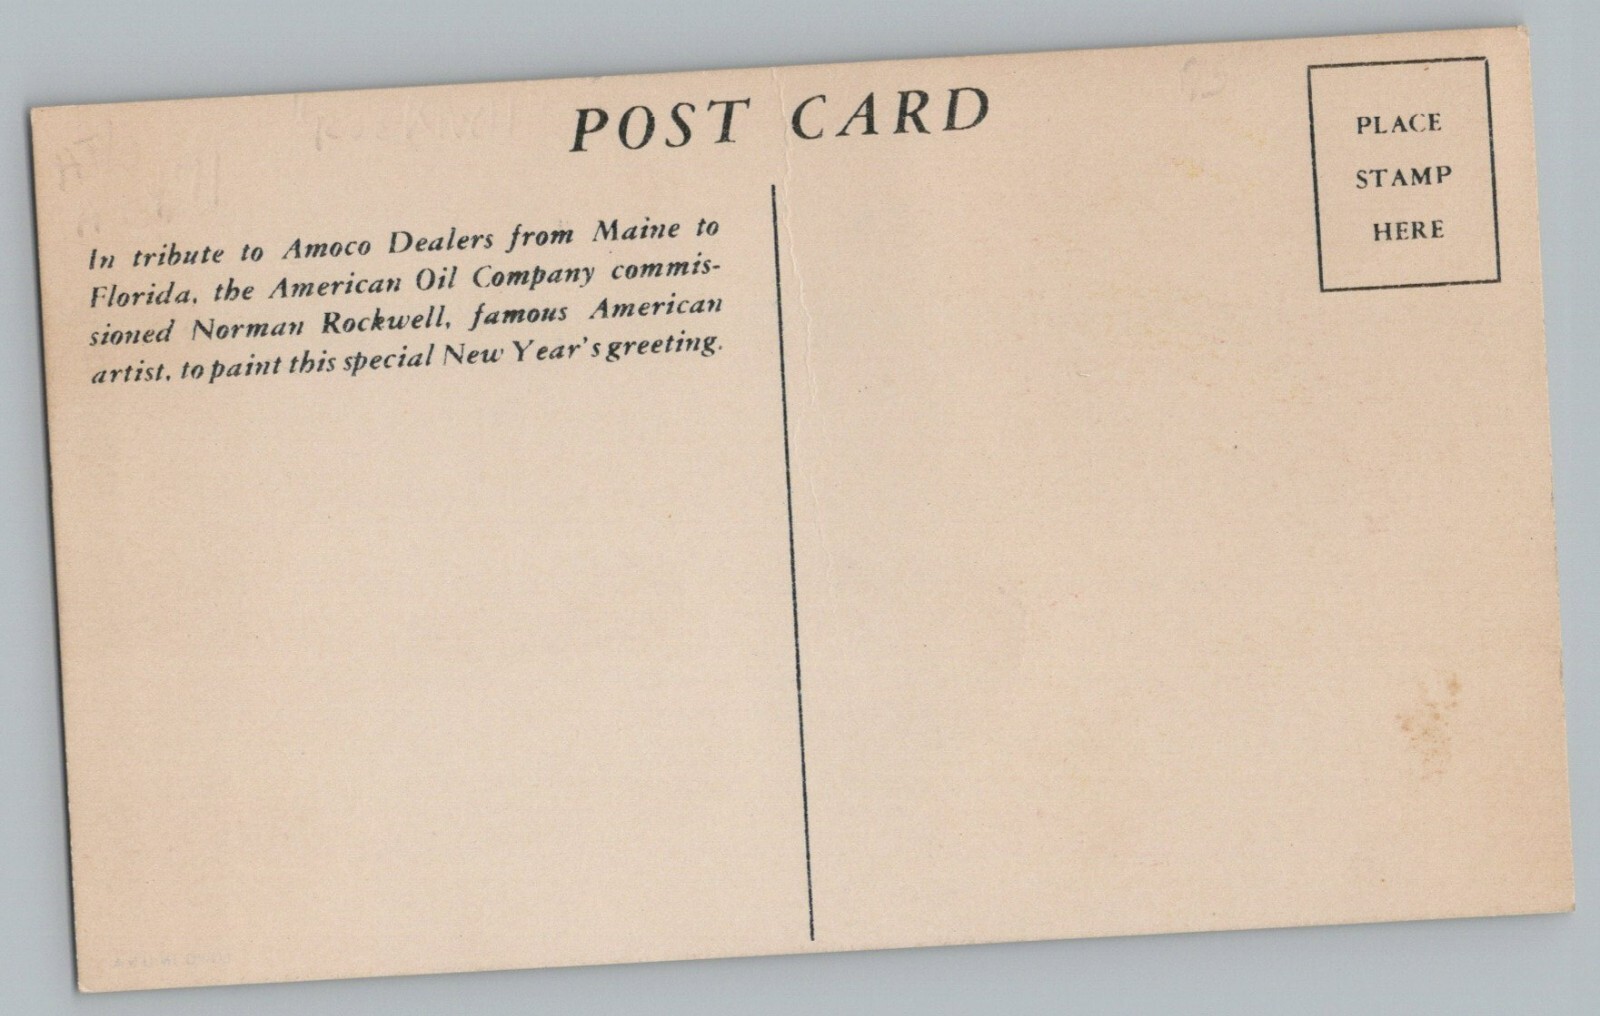 POST CARD
PLACE
STAMP
HERE
In tribute to Amoco Dealers from Maine to
Florida, the American Oil Company commis-
sioned Norman Rockwell, famous American
artist, to paint this special New Year's greeting.